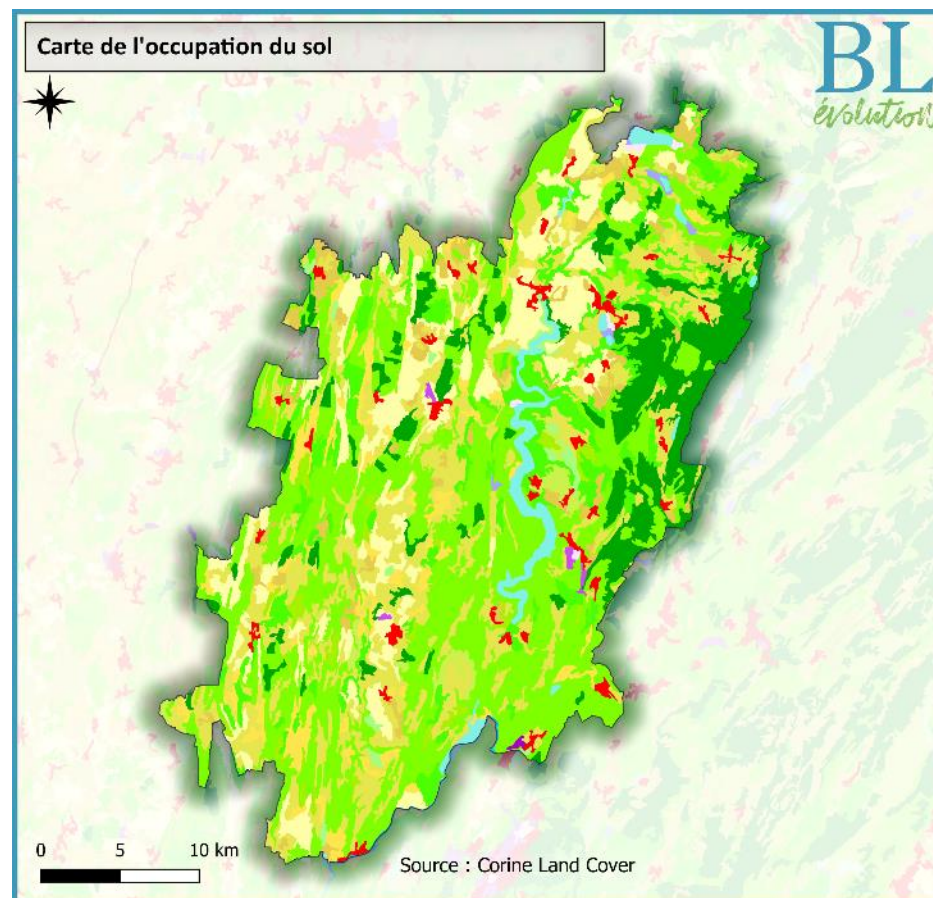 Carte de l'occupation du sol
BL
évolution
0 5 10 km
Source : Corine Land Cover